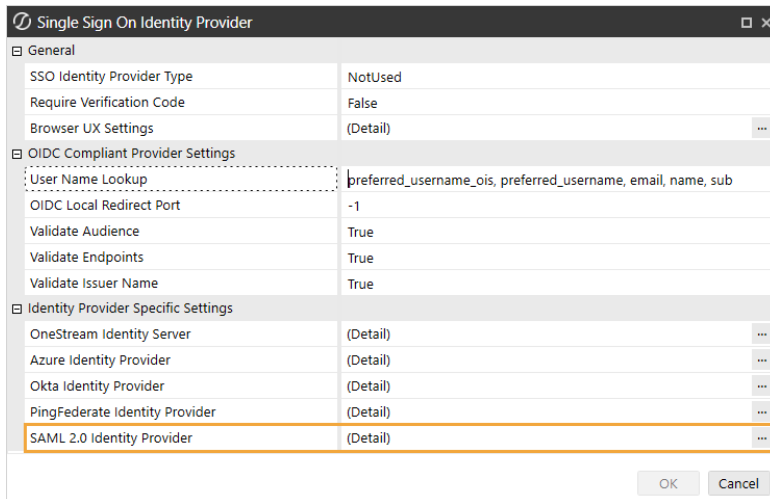 Single Sign On Identity Provider
General
SSO Identity Provider Type NotUsed
Require Verification Code False
Browser UX Settings (Detail) ...
OIDC Compliant Provider Settings
User Name Lookup preferred_username_ois, preferred_username, email, name, sub
OIDC Local Redirect Port -1
Validate Audience True
Validate Endpoints True
Validate Issuer Name True
Identity Provider Specific Settings
OneStream Identity Server (Detail) ...
Azure Identity Provider (Detail) ...
Okta Identity Provider (Detail) ...
PingFederate Identity Provider (Detail) ...
SAML 2.0 Identity Provider (Detail) ...
OK Cancel